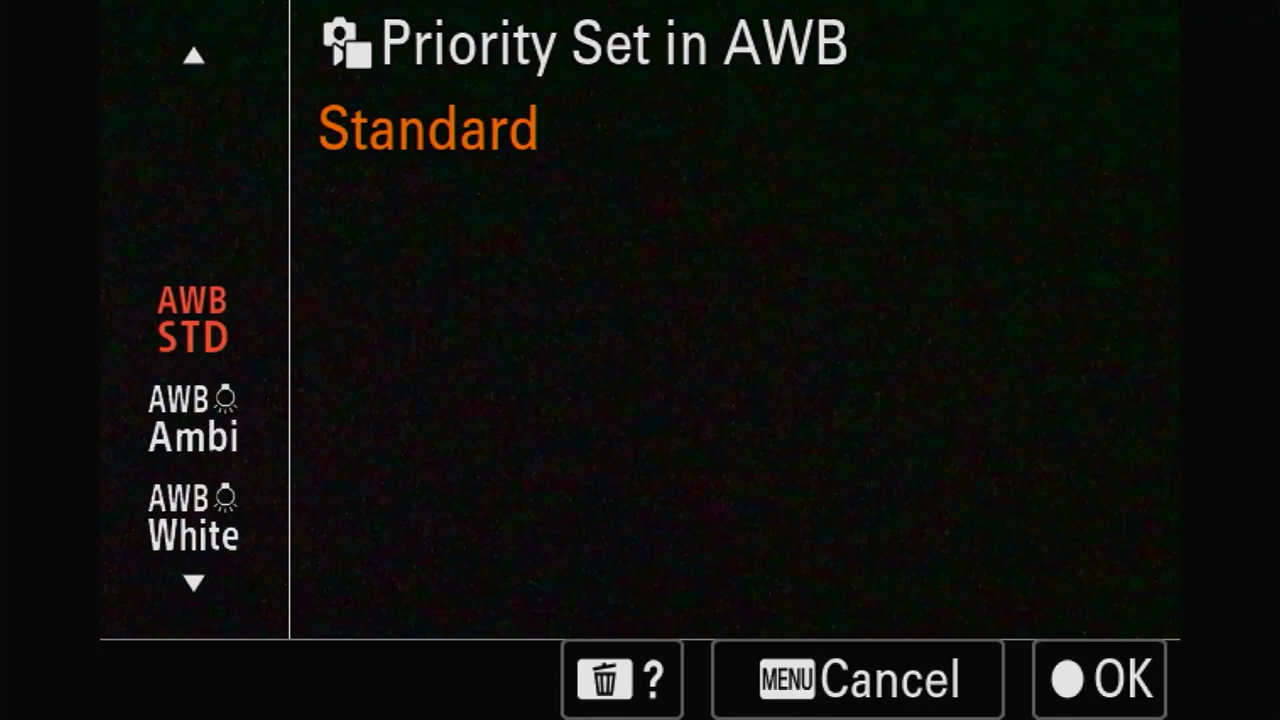 Priority Set in AWB
Standard
AWB
STD
AWB
Ambi
AWB
White
?
MENU Cancel
OK